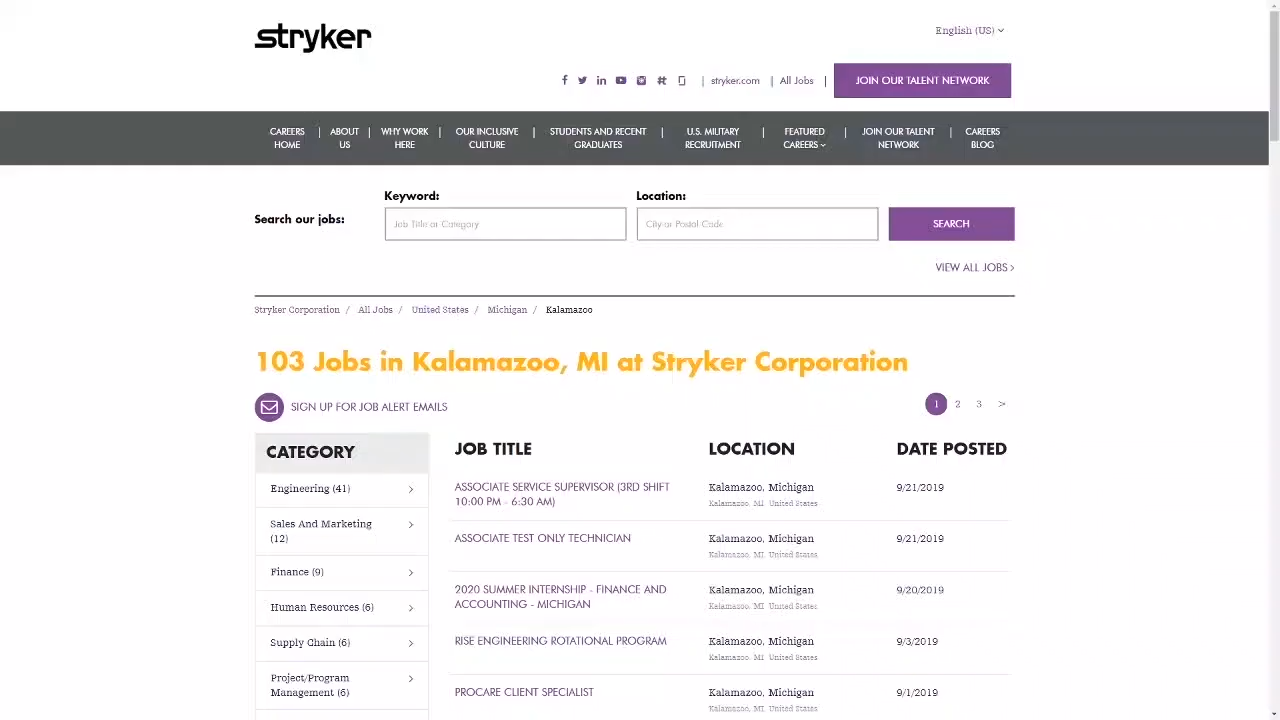 stryker
English (US)
stryker.com | All Jobs | JOIN OUR TALENT NETWORK
CAREERS HOME | ABOUT US | WHY WORK HERE | OUR INCLUSIVE CULTURE | STUDENTS AND RECENT GRADUATES | U.S. MILITARY RECRUITMENT | FEATURED CAREERS | JOIN OUR TALENT NETWORK | CAREERS BLOG
Keyword:
Location:
Search our jobs:
Job Title or Category
City or Postal Code
SEARCH
VIEW ALL JOBS >
Stryker Corporation / All Jobs / United States / Michigan / Kalamazoo
103 Jobs in Kalamazoo, MI at Stryker Corporation
SIGN UP FOR JOB ALERT EMAILS
1 2 3 >
CATEGORY
Engineering (41)
Sales And Marketing
(12)
Finance (9)
Human Resources (6)
Supply Chain (6)
Project/Program
Management (6)
JOB TITLE LOCATION DATE POSTED
ASSOCIATE SERVICE SUPERVISOR (3RD SHIFT
10:00 PM - 6:30 AM)
Kalamazoo, Michigan
Kalamazoo, MI United States
9/21/2019
ASSOCIATE TEST ONLY TECHNICIAN
Kalamazoo, Michigan
Kalamazoo, MI United States
9/21/2019
2020 SUMMER INTERNSHIP - FINANCE AND
ACCOUNTING - MICHIGAN
Kalamazoo, Michigan
Kalamazoo, MI United States
9/20/2019
RISE ENGINEERING ROTATIONAL PROGRAM
Kalamazoo, Michigan
Kalamazoo, MI United States
9/3/2019
PROCARE CLIENT SPECIALIST
Kalamazoo, Michigan
Kalamazoo, MI United States
9/1/2019